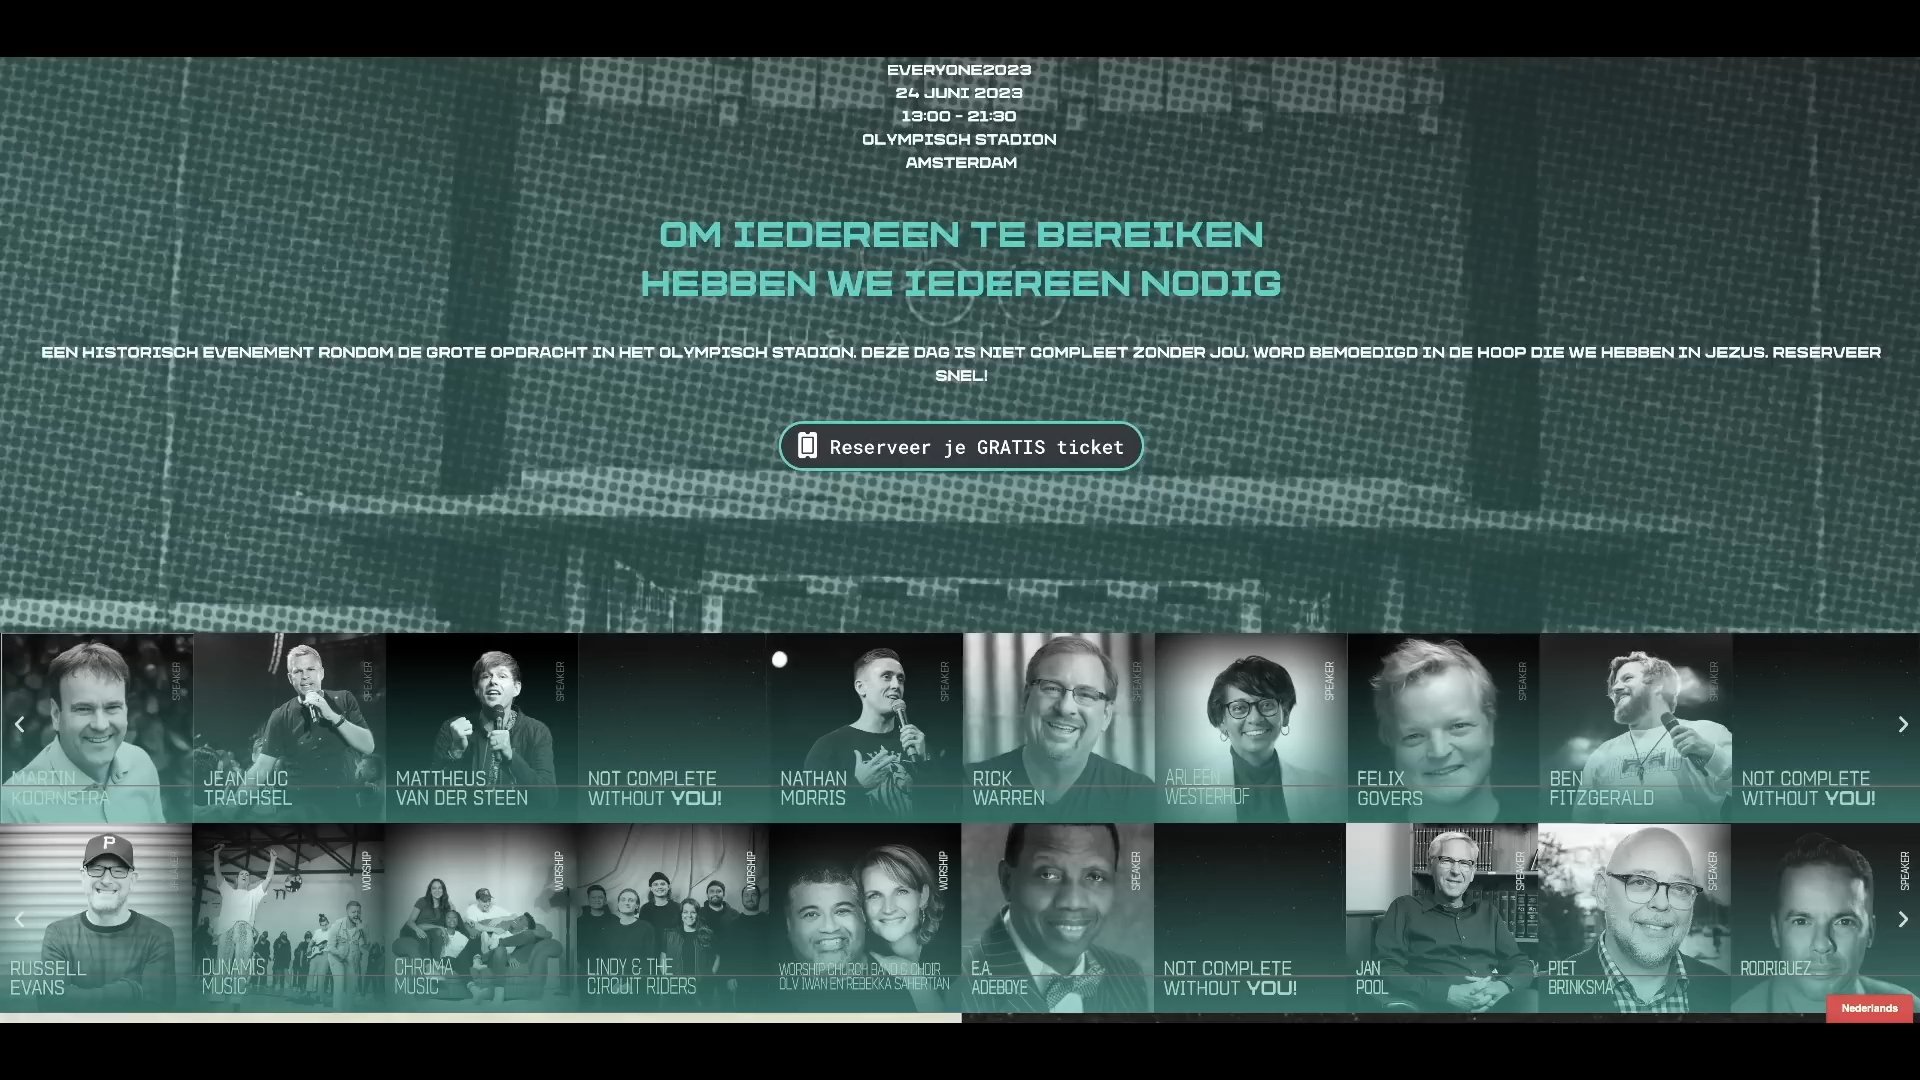 EVERYONE2023
24 JUNI 2023
13:00 - 21:30
OLYMPISCH STADION
AMSTERDAM
OM IEDEREEN TE BEREIKEN
HEBBEN WE IEDEREEN NODIG
EEN HISTORISCH EVENEMENT RONDOM DE GROTE OPDRACHT IN HET OLYMPISCH STADION. DEZE DAG IS NIET COMPLEET ZONDER JOU. WORD BEMOEDIGD IN DE HOOP DIE WE HEBBEN IN JEZUS. RESERVEER
SNEL!
Reserveer je GRATIS ticket
SPEAKER
MARTIN
KOORNSTRA
SPEAKER
JEAN-LUC
TRACHSEL
SPEAKER
MATTHEUS
VAN DER STEEN
NOT COMPLETE
WITHOUT YOU!
SPEAKER
NATHAN
MORRIS
SPEAKER
RICK
WARREN
SPEAKER
ARLEEN
WESTERHOF
SPEAKER
FELIX
GOVERS
SPEAKER
BEN
FITZGERALD
NOT COMPLETE
WITHOUT YOU!
SPEAKER
RUSSELL
EVANS
WORSHIP
DUNAMIS
MUSIC
WORSHIP
CHROMA
MUSIC
WORSHIP
LINDY & THE
CIRCUIT RIDERS
WORSHIP
WORSHIP CHURCH BAND & CHOIR
OLV IWAN EN REBEKKA SAHERTIAN
SPEAKER
E.A.
ADEBOYE
NOT COMPLETE
WITHOUT YOU!
SPEAKER
JAN
POOL
SPEAKER
PIET
BRINKSMA
SPEAKER
RODRIGUEZ
Nederlands